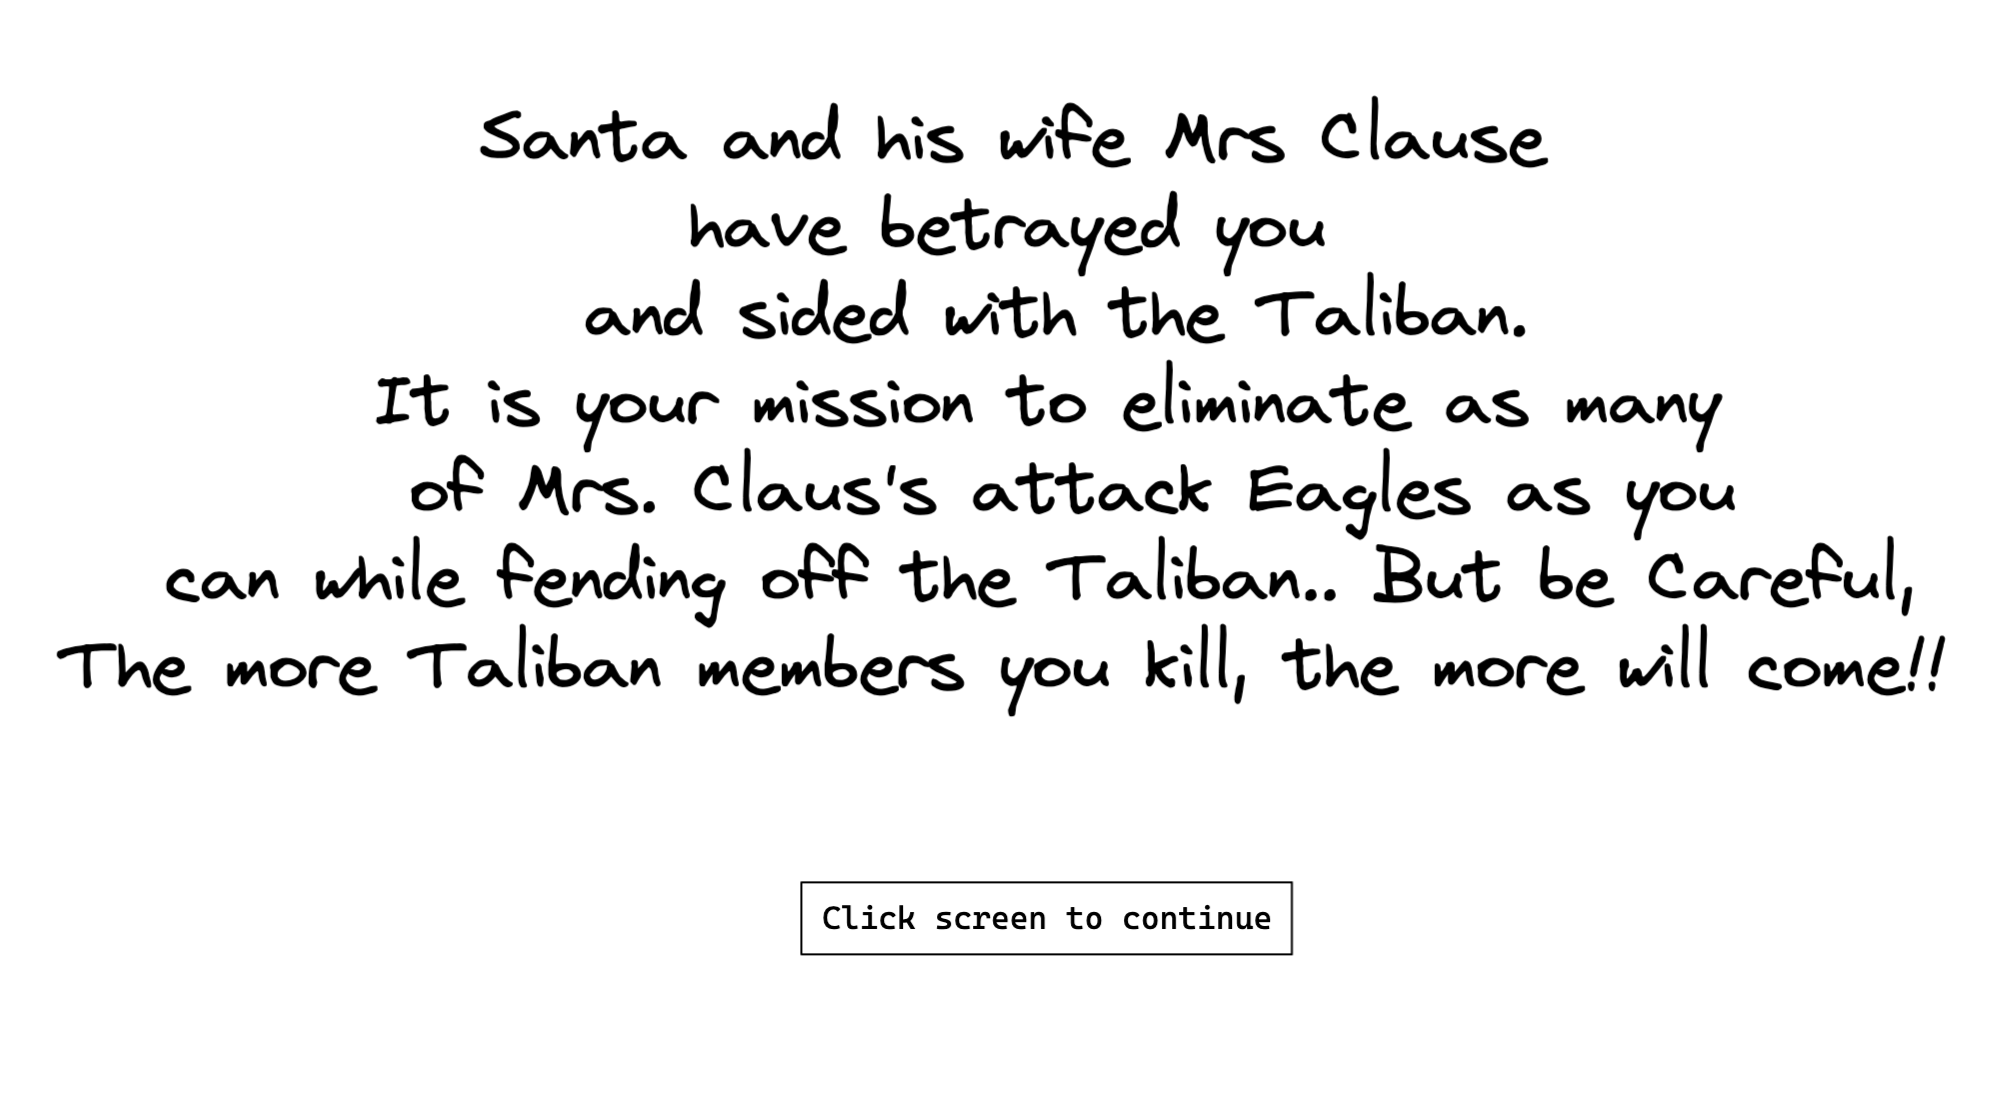 Santa and his wife Mrs Clause
have betrayed you
and sided with the Taliban.
It is your mission to eliminate as many
of Mrs. Claus's attack Eagles as you
can while fending off the Taliban.. But be Careful,
The more Taliban members you kill, the more will come!!
Click screen to continue